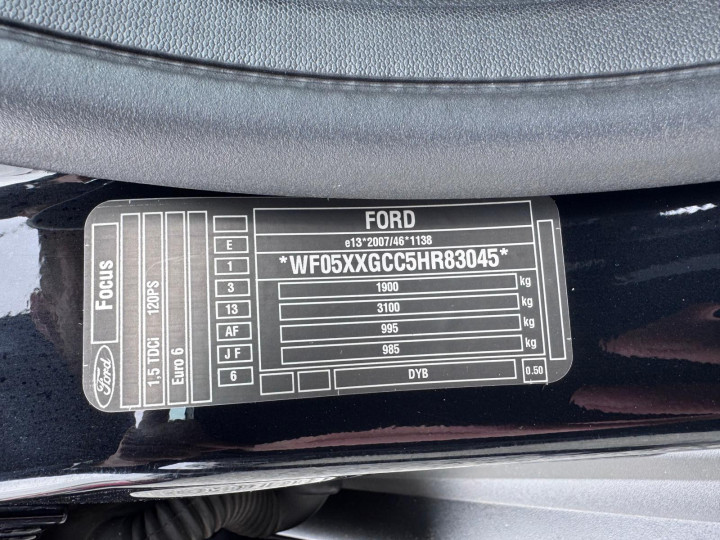 FORD
e13*2007/46*1138
*WF05XXGCC5HR83045*
1900 kg
3100 kg
995 kg
985 kg
DYB
0.50
E
1
3
13
AF
J F
6
Focus
Ford
1,5 TDCi 120PS
Euro 6